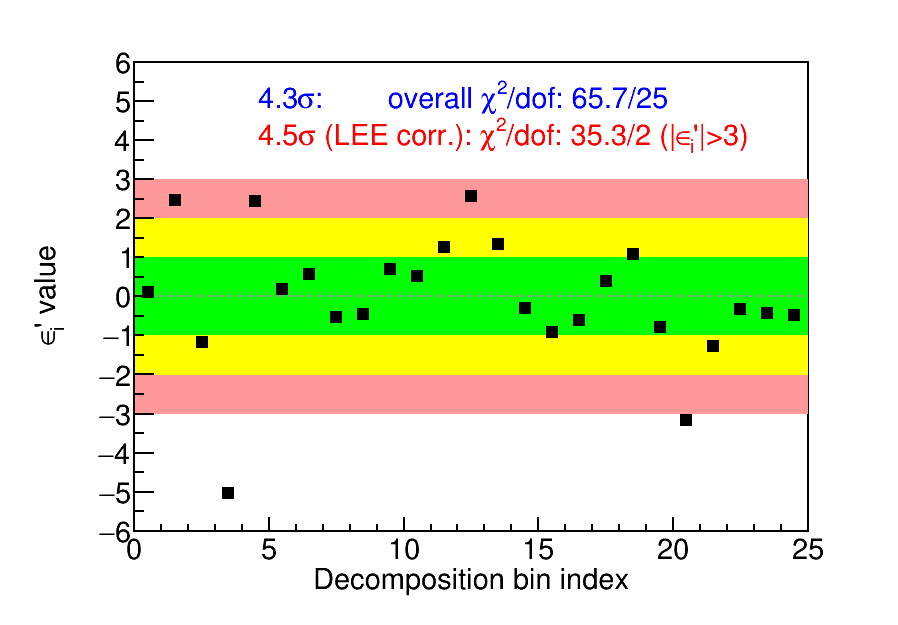 4.3σ: overall χ²/dof: 65.7/25
4.5σ (LEE corr.): χ²/dof: 35.3/2 (|ϵᵢ'|>3)
6
5
4
3
2
1
0
−1
−2
−3
−4
−5
−6
ϵᵢ' value
0 5 10 15 20 25
Decomposition bin index